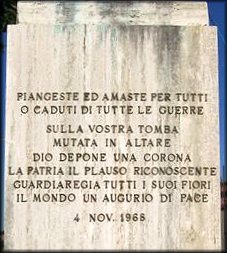 PIANGESTE ED AMASTE PER TUTTI
O CADUTI DI TUTTE LE GUERRE
SULLA VOSTRA TOMBA
MUTATA IN ALTARE
DIO DEPONE UNA CORONA
LA PATRIA IL PLAUSO RICONOSCENTE
GUARDIAREGIA TUTTI I SUOI FIORI
IL MONDO UN AUGURIO DI PACE
4 NOV. 1968